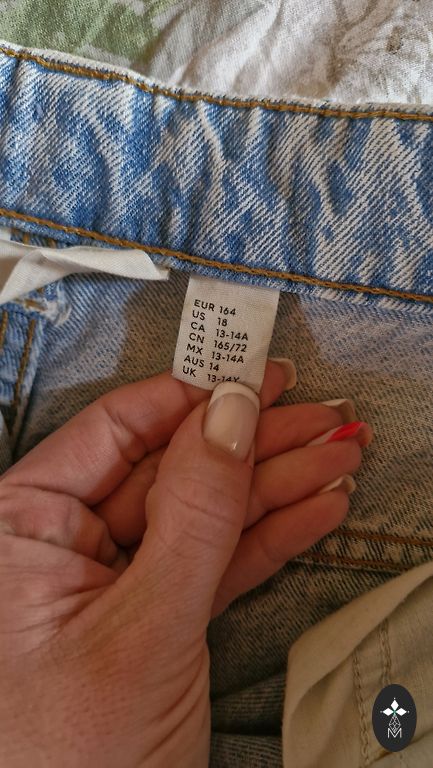 EUR 164
US 18
CA 13-14A
CN 165/72
MX 13-14A
AUS 14
UK 13-14Y